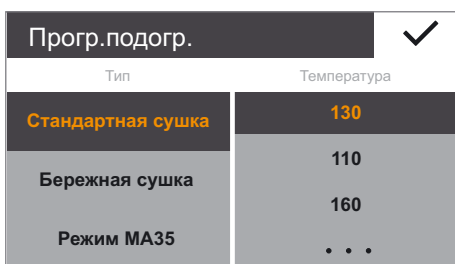 Прогр.подогр.
Тип
Температура
Стандартная сушка
130
Бережная сушка
110
160
Режим MA35
. . .